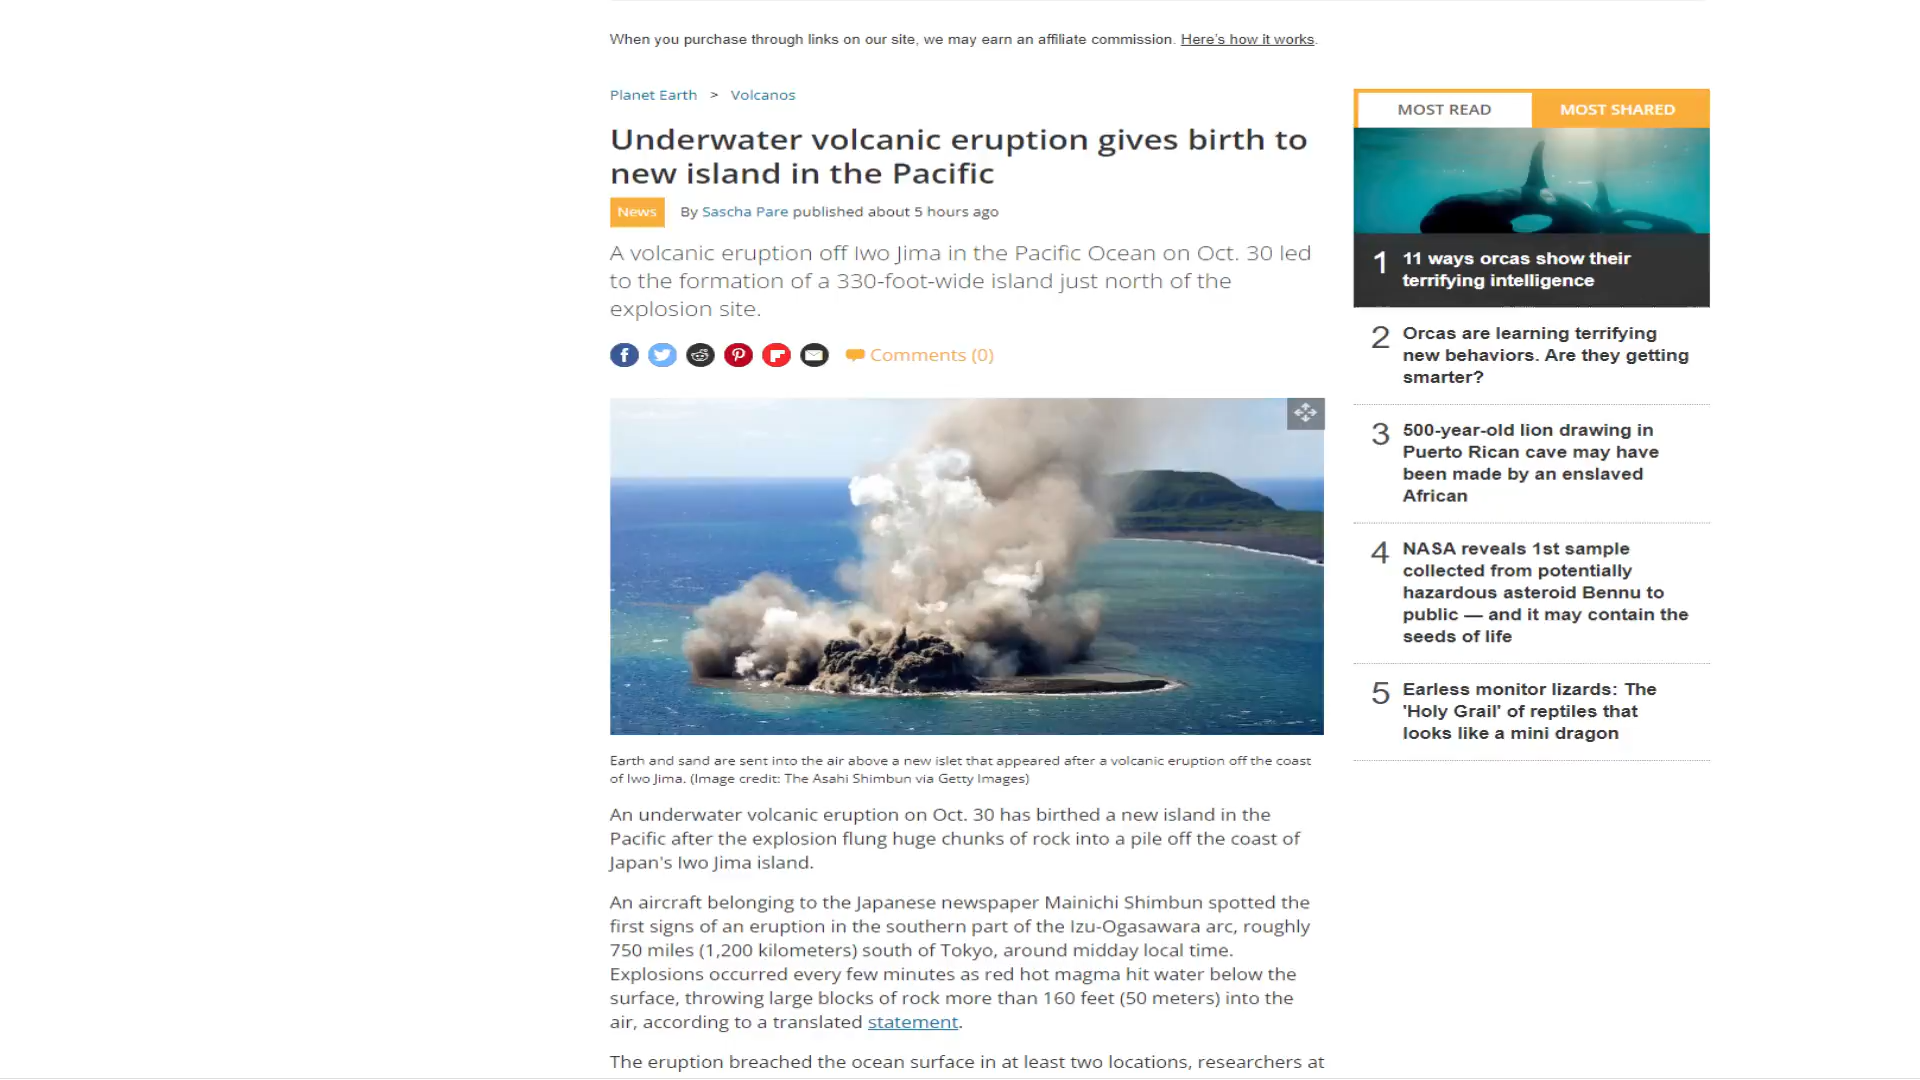 When you purchase through links on our site, we may earn an affiliate commission. Here's how it works.
Planet Earth > Volcanos
Underwater volcanic eruption gives birth to
new island in the Pacific
News By Sascha Pare published about 5 hours ago
A volcanic eruption off Iwo Jima in the Pacific Ocean on Oct. 30 led
to the formation of a 330-foot-wide island just north of the
explosion site.
Comments (0)
Earth and sand are sent into the air above a new islet that appeared after a volcanic eruption off the coast
of Iwo Jima. (Image credit: The Asahi Shimbun via Getty Images)
An underwater volcanic eruption on Oct. 30 has birthed a new island in the
Pacific after the explosion flung huge chunks of rock into a pile off the coast of
Japan's Iwo Jima island.
An aircraft belonging to the Japanese newspaper Mainichi Shimbun spotted the
first signs of an eruption in the southern part of the Izu-Ogasawara arc, roughly
750 miles (1,200 kilometers) south of Tokyo, around midday local time.
Explosions occurred every few minutes as red hot magma hit water below the
surface, throwing large blocks of rock more than 160 feet (50 meters) into the
air, according to a translated statement.
The eruption breached the ocean surface in at least two locations, researchers at
MOST READ MOST SHARED
1 11 ways orcas show their
terrifying intelligence
2 Orcas are learning terrifying
new behaviors. Are they getting
smarter?
3 500-year-old lion drawing in
Puerto Rican cave may have
been made by an enslaved
African
4 NASA reveals 1st sample
collected from potentially
hazardous asteroid Bennu to
public — and it may contain the
seeds of life
5 Earless monitor lizards: The
'Holy Grail' of reptiles that
looks like a mini dragon